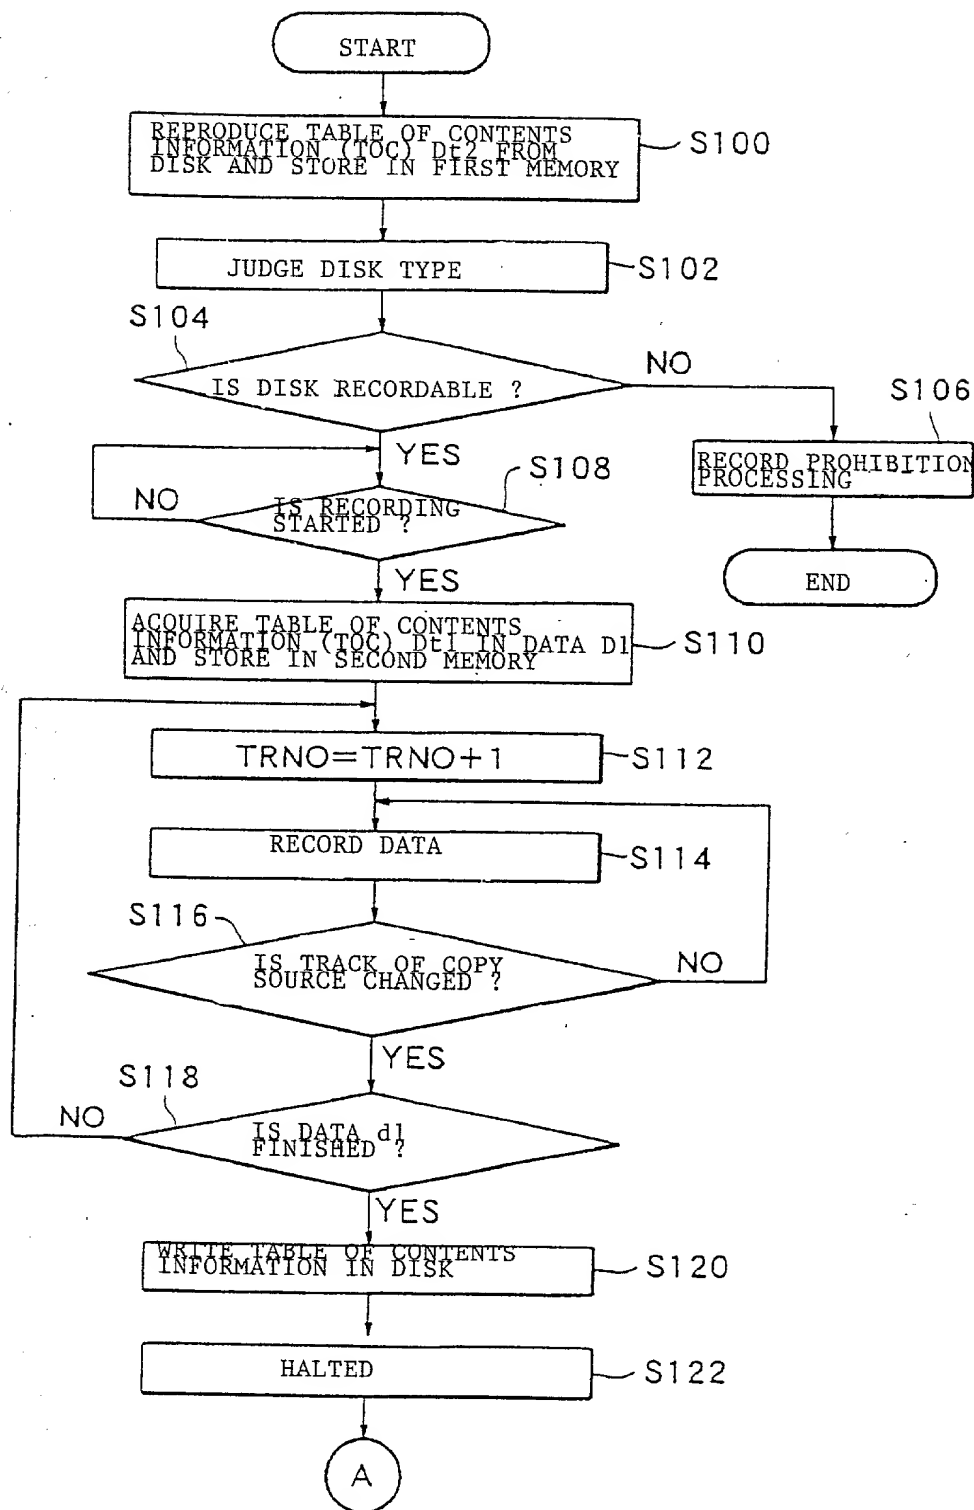 START
REPRODUCE TABLE OF CONTENTS
INFORMATION (TOC) Dt2 FROM
DISK AND STORE IN FIRST MEMORY
S100
JUDGE DISK TYPE
S102
S104
IS DISK RECORDABLE ?
NO
S106
YES
RECORD PROHIBITION
PROCESSING
S108
NO
IS RECORDING
STARTED ?
YES
END
ACQUIRE TABLE OF CONTENTS
INFORMATION (TOC) Dt1 IN DATA D1
AND STORE IN SECOND MEMORY
S110
TRNO=TRNO+1
S112
RECORD DATA
S114
S116
IS TRACK OF COPY
SOURCE CHANGED ?
NO
YES
S118
NO
IS DATA d1
FINISHED ?
YES
WRITE TABLE OF CONTENTS
INFORMATION IN DISK
S120
HALTED
S122
A